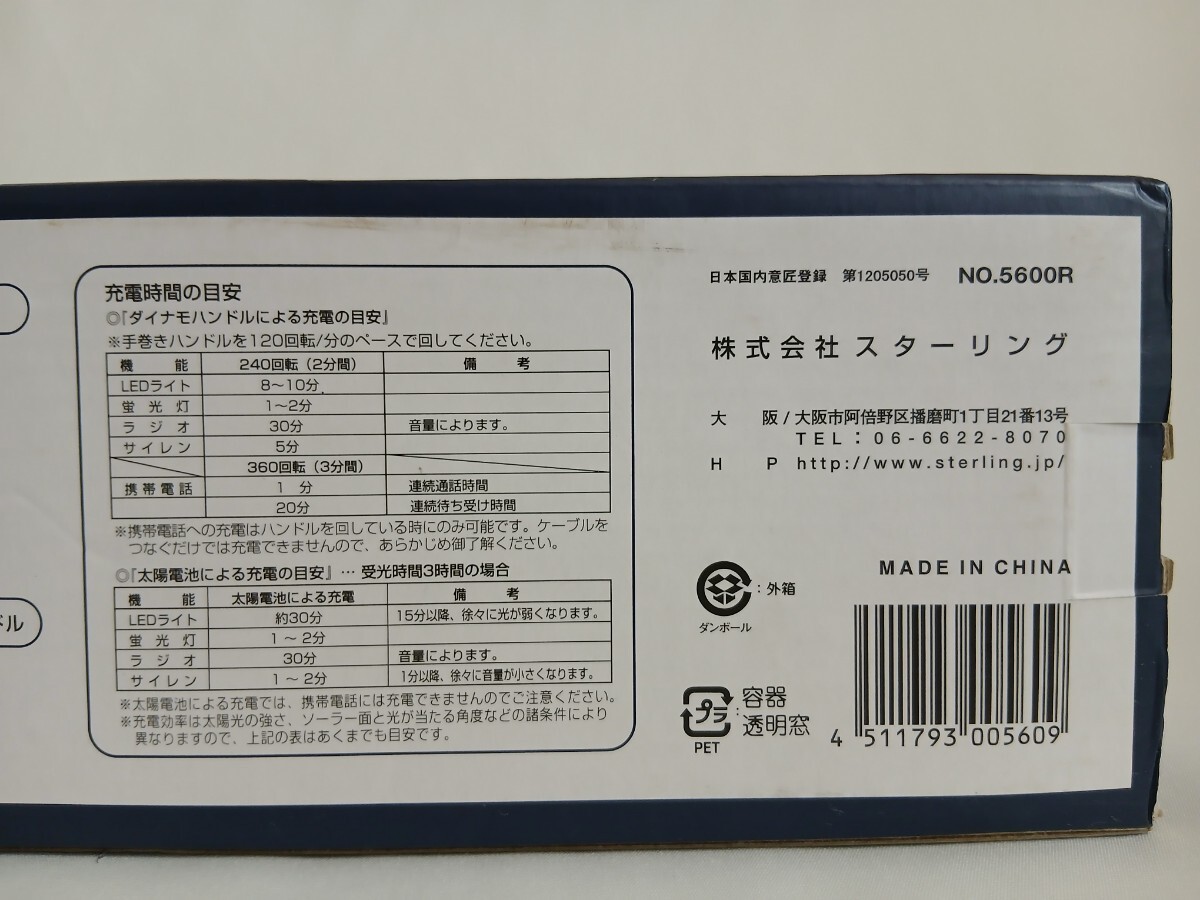 充電時間の目安
◎『ダイナモハンドルによる充電の目安』
※手巻きハンドルを120回転/分のペースで回してください。
機 能 240回転(2分間) 備 考
LEDライト 8～10分
蛍光灯 1～2分
ラジオ 30分 音量によります。
サイレン 5分
360回転(3分間)
携帯電話 1 分 連続通話時間
20分 連続待ち受け時間
※携帯電話への充電はハンドルを回している時にのみ可能です。ケーブルを
つなぐだけでは充電できませんので、あらかじめ御了解ください。
◎『太陽電池による充電の目安』… 受光時間3時間の場合
機 能 太陽電池による充電 備 考
LEDライト 約30分 15分以降、徐々に光が弱くなります。
蛍光灯 1～2分
ラジオ 30分 音量によります。
サイレン 1～2分 1分以降、徐々に音量が小さくなります。
※太陽電池による充電では、携帯電話には充電できませんのでご注意ください。
※充電効率は太陽光の強さ、ソーラー面と光が当たる角度などの諸条件により
異なりますので、上記の表はあくまでも目安です。
ドル
日本国内意匠登録 第1205050号 NO.5600R
株式会社スターリング
大 阪/大阪市阿倍野区播磨町1丁目21番13号
TEL：06-6622-8070
H P http://www.sterling.jp/
MADE IN CHINA
：外箱
ダンボール
プラ
：容器
透明窓
PET
4 511793 005609